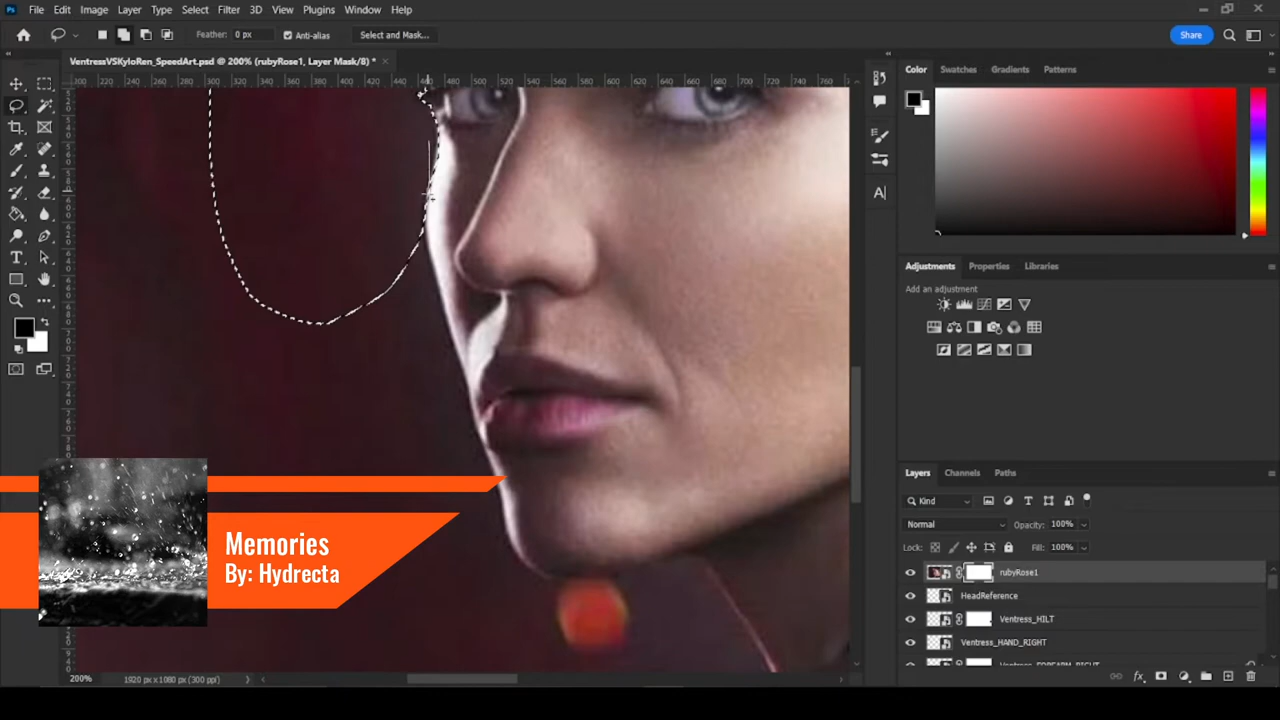 Ps File Edit Image Layer Type Select Filter 3D View Plugins Window Help
Feather: 0 px Anti-alias Select and Mask... Share
VentressVSKyloRen_SpeedArt.psd @ 200% (rubyRose1, Layer Mask/8) * ×
Color Swatches Gradients Patterns
Adjustments Properties Libraries
Add an adjustment
Layers Channels Paths
Kind
Normal Opacity: 100%
Lock: Fill: 100%
rubyRose1
HeadReference
Ventress_HILT
Ventress_HAND_RIGHT
Ventress_FOREARM_RIGHT
Memories
By: Hydrecta
200% 1920 px x 1080 px (300 ppi)
fx